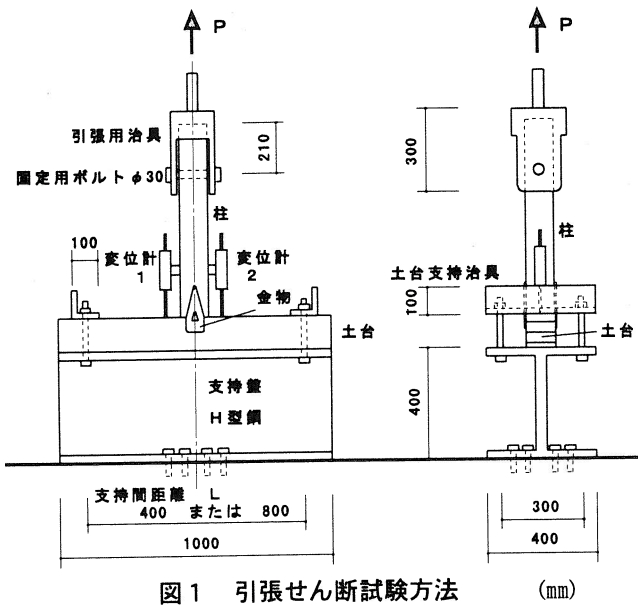 P
P
引張用治具
210
固定用ボルトφ30
300
柱
柱
100
変位計
1
変位計
2
土台支持治具
金物
100
土台
土台
支持盤
H型鋼
400
支持間距離 L
400 または 800
1000
300
400
図1 引張せん断試験方法 (mm)